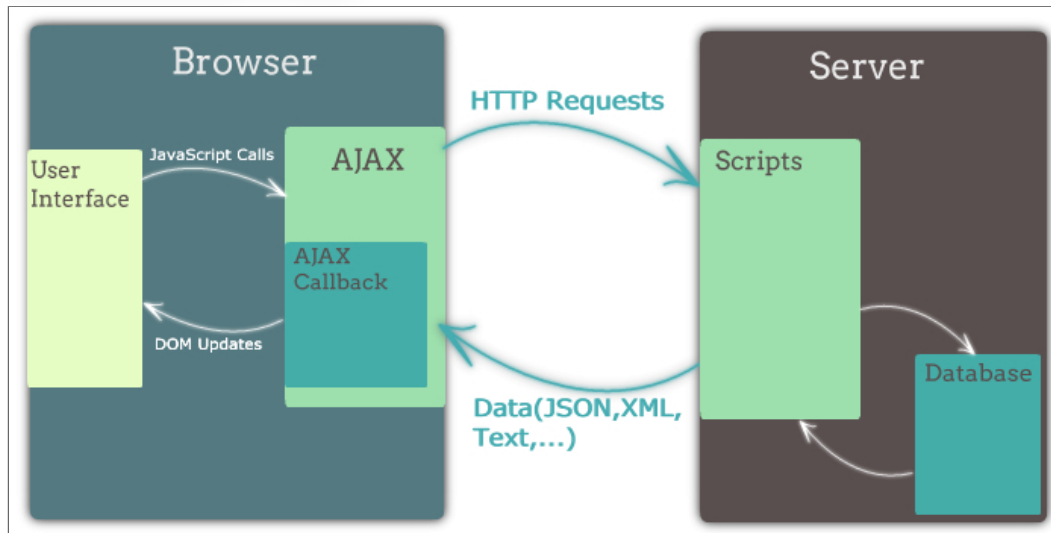 Browser
Server
HTTP Requests
JavaScript Calls
AJAX
Scripts
User
Interface
AJAX
Callback
DOM Updates
Database
Data(JSON,XML,
Text,...)